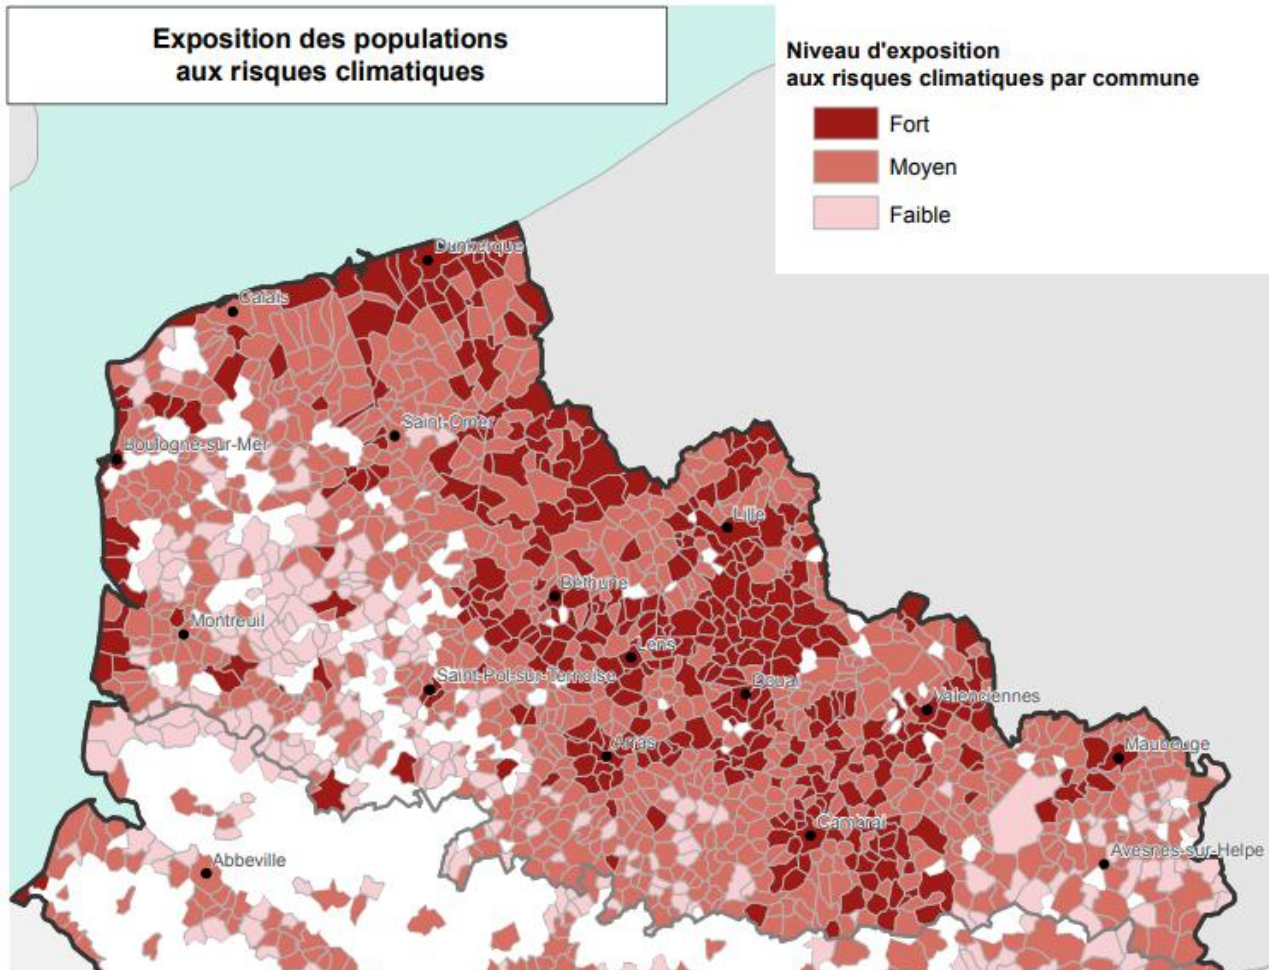 Exposition des populations
aux risques climatiques
Niveau d'exposition
aux risques climatiques par commune
Fort
Moyen
Faible
Dunkerque
Calais
Saint-Omer
Boulogne-sur-Mer
Lille
Béthune
Montreuil
Lens
Saint-Pol-sur-Ternoise
Douai
Valenciennes
Arras
Maubeuge
Cambrai
Avesnes-sur-Helpe
Abbeville